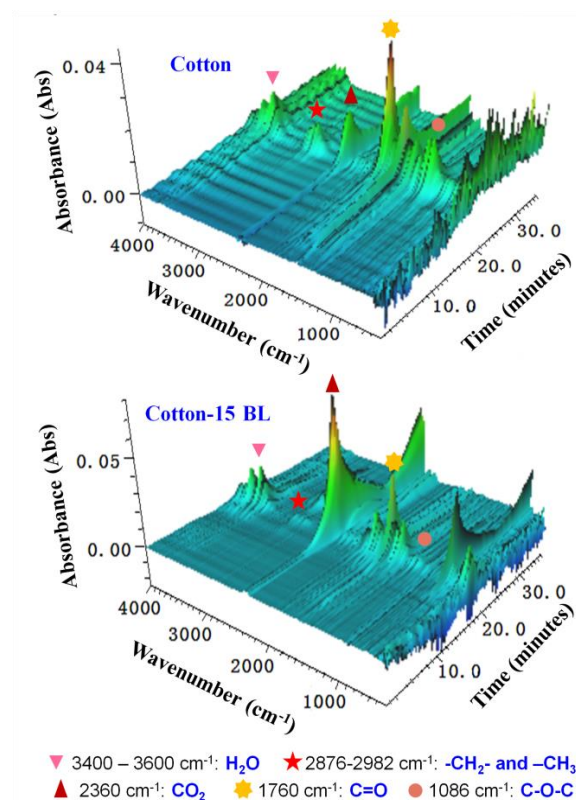 Cotton
0.04
0.00
Absorbance (Abs)
4000
3000
2000
1000
Wavenumber (cm⁻¹)
10.0
20.0
30.0
Time (minutes)
Cotton-15 BL
0.05
0.00
Absorbance (Abs)
4000
3000
2000
1000
Wavenumber (cm⁻¹)
10.0
20.0
30.0
Time (minutes)
▼ 3400 – 3600 cm⁻¹: H₂O ★ 2876-2982 cm⁻¹: -CH₂- and –CH₃
▲ 2360 cm⁻¹: CO₂ 1760 cm⁻¹: C=O ● 1086 cm⁻¹: C-O-C